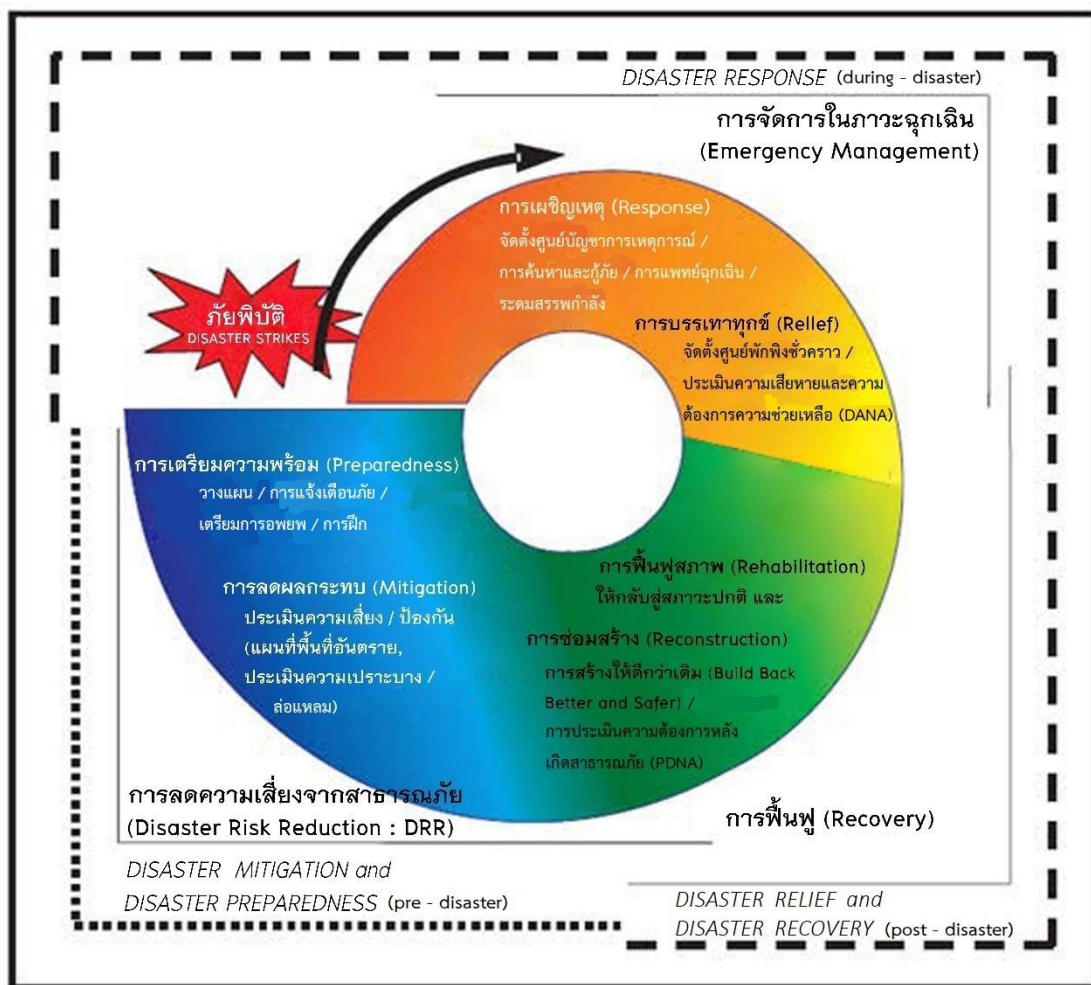 DISASTER RESPONSE (during - disaster)
การจัดการในภาวะฉุกเฉิน
(Emergency Management)
การเผชิญเหตุ (Response)
จัดตั้งศูนย์บัญชาการเหตุการณ์ /
การค้นหาและกู้ภัย / การแพทย์ฉุกเฉิน /
ระดมสรรพกำลัง
ภัยพิบัติ
DISASTER STRIKES
การบรรเทาทุกข์ (Rellef)
จัดตั้งศูนย์พักพิงชั่วคราว /
ประเมินความเสียหายและความ
ต้องการความช่วยเหลือ (DANA)
การเตรียมความพร้อม (Preparedness)
วางแผน / การแจ้งเตือนภัย /
เตรียมการอพยพ / การฝึก
การลดผลกระทบ (Mitigation)
ประเมินความเสี่ยง / ป้องกัน
(แผนที่พื้นที่อันตราย,
ประเมินความเปราะบาง /
ล่อแหลม)
การฟื้นฟูสภาพ (Rehabilitation)
ให้กลับสู่สภาวะปกติ และ
การซ่อมสร้าง (Reconstruction)
การสร้างให้ดีกว่าเดิม (Build Back
Better and Safer) /
การประเมินความต้องการหลัง
เกิดสาธารณภัย (PDNA)
การลดความเสี่ยงจากสาธารณภัย
(Disaster Risk Reduction : DRR)
การฟื้นฟู (Recovery)
DISASTER MITIGATION and
DISASTER PREPAREDNESS (pre - disaster)
DISASTER RELIEF and
DISASTER RECOVERY (post - disaster)